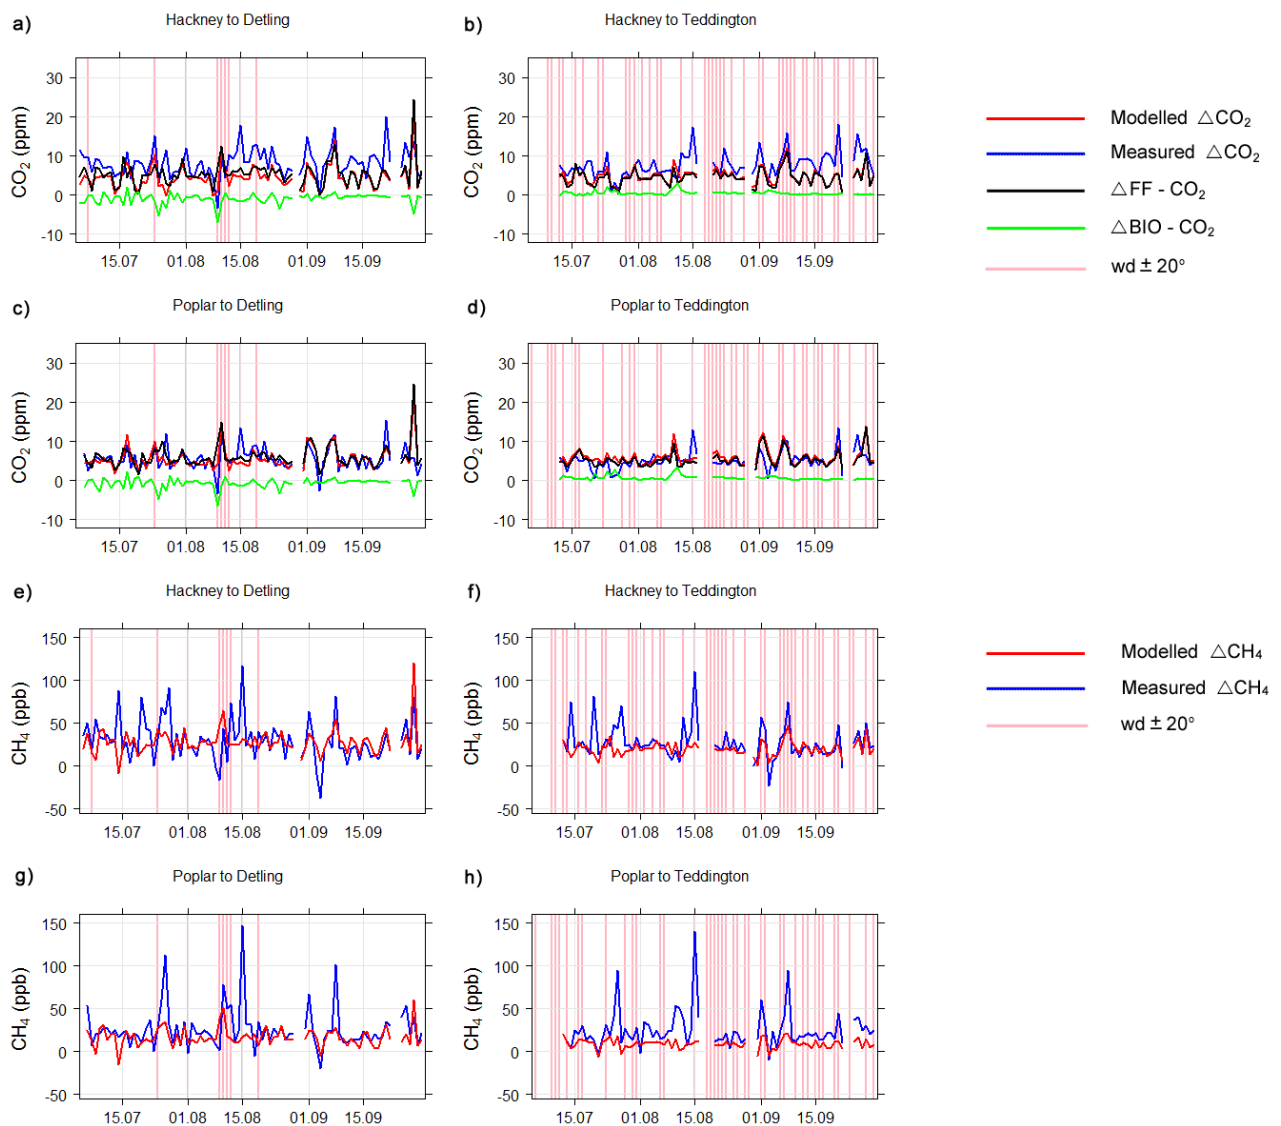 a) Hackney to Detling
b) Hackney to Teddington
CO₂ (ppm)
30
20
10
0
-10
15.07 01.08 15.08 01.09 15.09
CO₂ (ppm)
30
20
10
0
-10
15.07 01.08 15.08 01.09 15.09
Modelled △CO₂
Measured △CO₂
△FF - CO₂
△BIO - CO₂
wd ± 20°
c) Poplar to Detling
d) Poplar to Teddington
CO₂ (ppm)
30
20
10
0
-10
15.07 01.08 15.08 01.09 15.09
CO₂ (ppm)
30
20
10
0
-10
15.07 01.08 15.08 01.09 15.09
e) Hackney to Detling
f) Hackney to Teddington
CH₄ (ppb)
150
100
50
0
-50
15.07 01.08 15.08 01.09 15.09
CH₄ (ppb)
150
100
50
0
-50
15.07 01.08 15.08 01.09 15.09
Modelled △CH₄
Measured △CH₄
wd ± 20°
g) Poplar to Detling
h) Poplar to Teddington
CH₄ (ppb)
150
100
50
0
-50
15.07 01.08 15.08 01.09 15.09
CH₄ (ppb)
150
100
50
0
-50
15.07 01.08 15.08 01.09 15.09